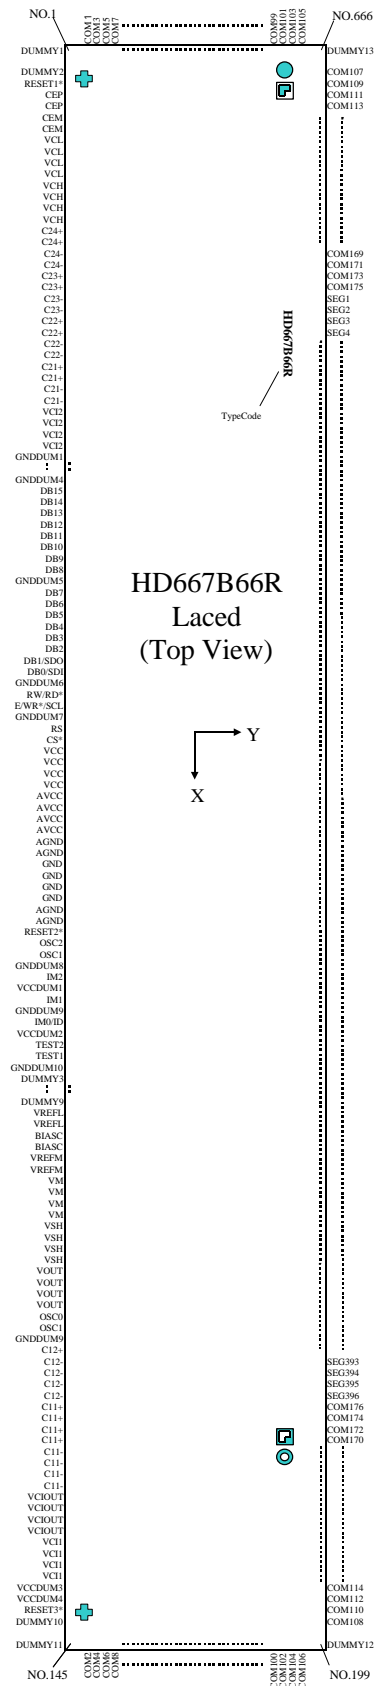 NO.1
COM1
COM3
COM5
COM7
COM99
COM101
COM103
COM105
NO.666
DUMMY1
DUMMY2
RESET1*
CEP
CEP
CEM
CEM
VCL
VCL
VCL
VCL
VCH
VCH
VCH
VCH
C24+
C24+
C24-
C24-
C23+
C23+
C23-
C23-
C22+
C22+
C22-
C22-
C21+
C21+
C21-
C21-
VCI2
VCI2
VCI2
VCI2
GNDDUM1
GNDDUM4
DB15
DB14
DB13
DB12
DB11
DB10
DB9
DB8
GNDDUM5
DB7
DB6
DB5
DB4
DB3
DB2
DB1/SDO
DB0/SDI
GNDDUM6
RW/RD*
E/WR*/SCL
GNDDUM7
RS
CS*
VCC
VCC
VCC
VCC
AVCC
AVCC
AVCC
AVCC
AGND
AGND
GND
GND
GND
GND
AGND
AGND
RESET2*
OSC2
OSC1
GNDDUM8
IM2
VCCDUM1
IM1
GNDDUM9
IM0/ID
VCCDUM2
TEST2
TEST1
GNDDUM10
DUMMY3
DUMMY9
VREFL
VREFL
BIASC
BIASC
VREFM
VREFM
VM
VM
VM
VM
VSH
VSH
VSH
VSH
VOUT
VOUT
VOUT
VOUT
OSC0
OSC1
GNDDUM9
C12+
C12-
C12-
C12-
C12-
C11+
C11+
C11+
C11+
C11-
C11-
C11-
C11-
VCIOUT
VCIOUT
VCIOUT
VCIOUT
VCI1
VCI1
VCI1
VCI1
VCCDUM3
VCCDUM4
RESET3*
DUMMY10
DUMMY11
HD667B66R
TypeCode
HD667B66R
Laced
(Top View)
Y
X
DUMMY13
COM107
COM109
COM111
COM113
COM169
COM171
COM173
COM175
SEG1
SEG2
SEG3
SEG4
SEG393
SEG394
SEG395
SEG396
COM176
COM174
COM172
COM170
COM114
COM112
COM110
COM108
DUMMY12
NO.145
COM2
COM4
COM6
COM8
COM100
COM102
COM104
COM106
NO.199